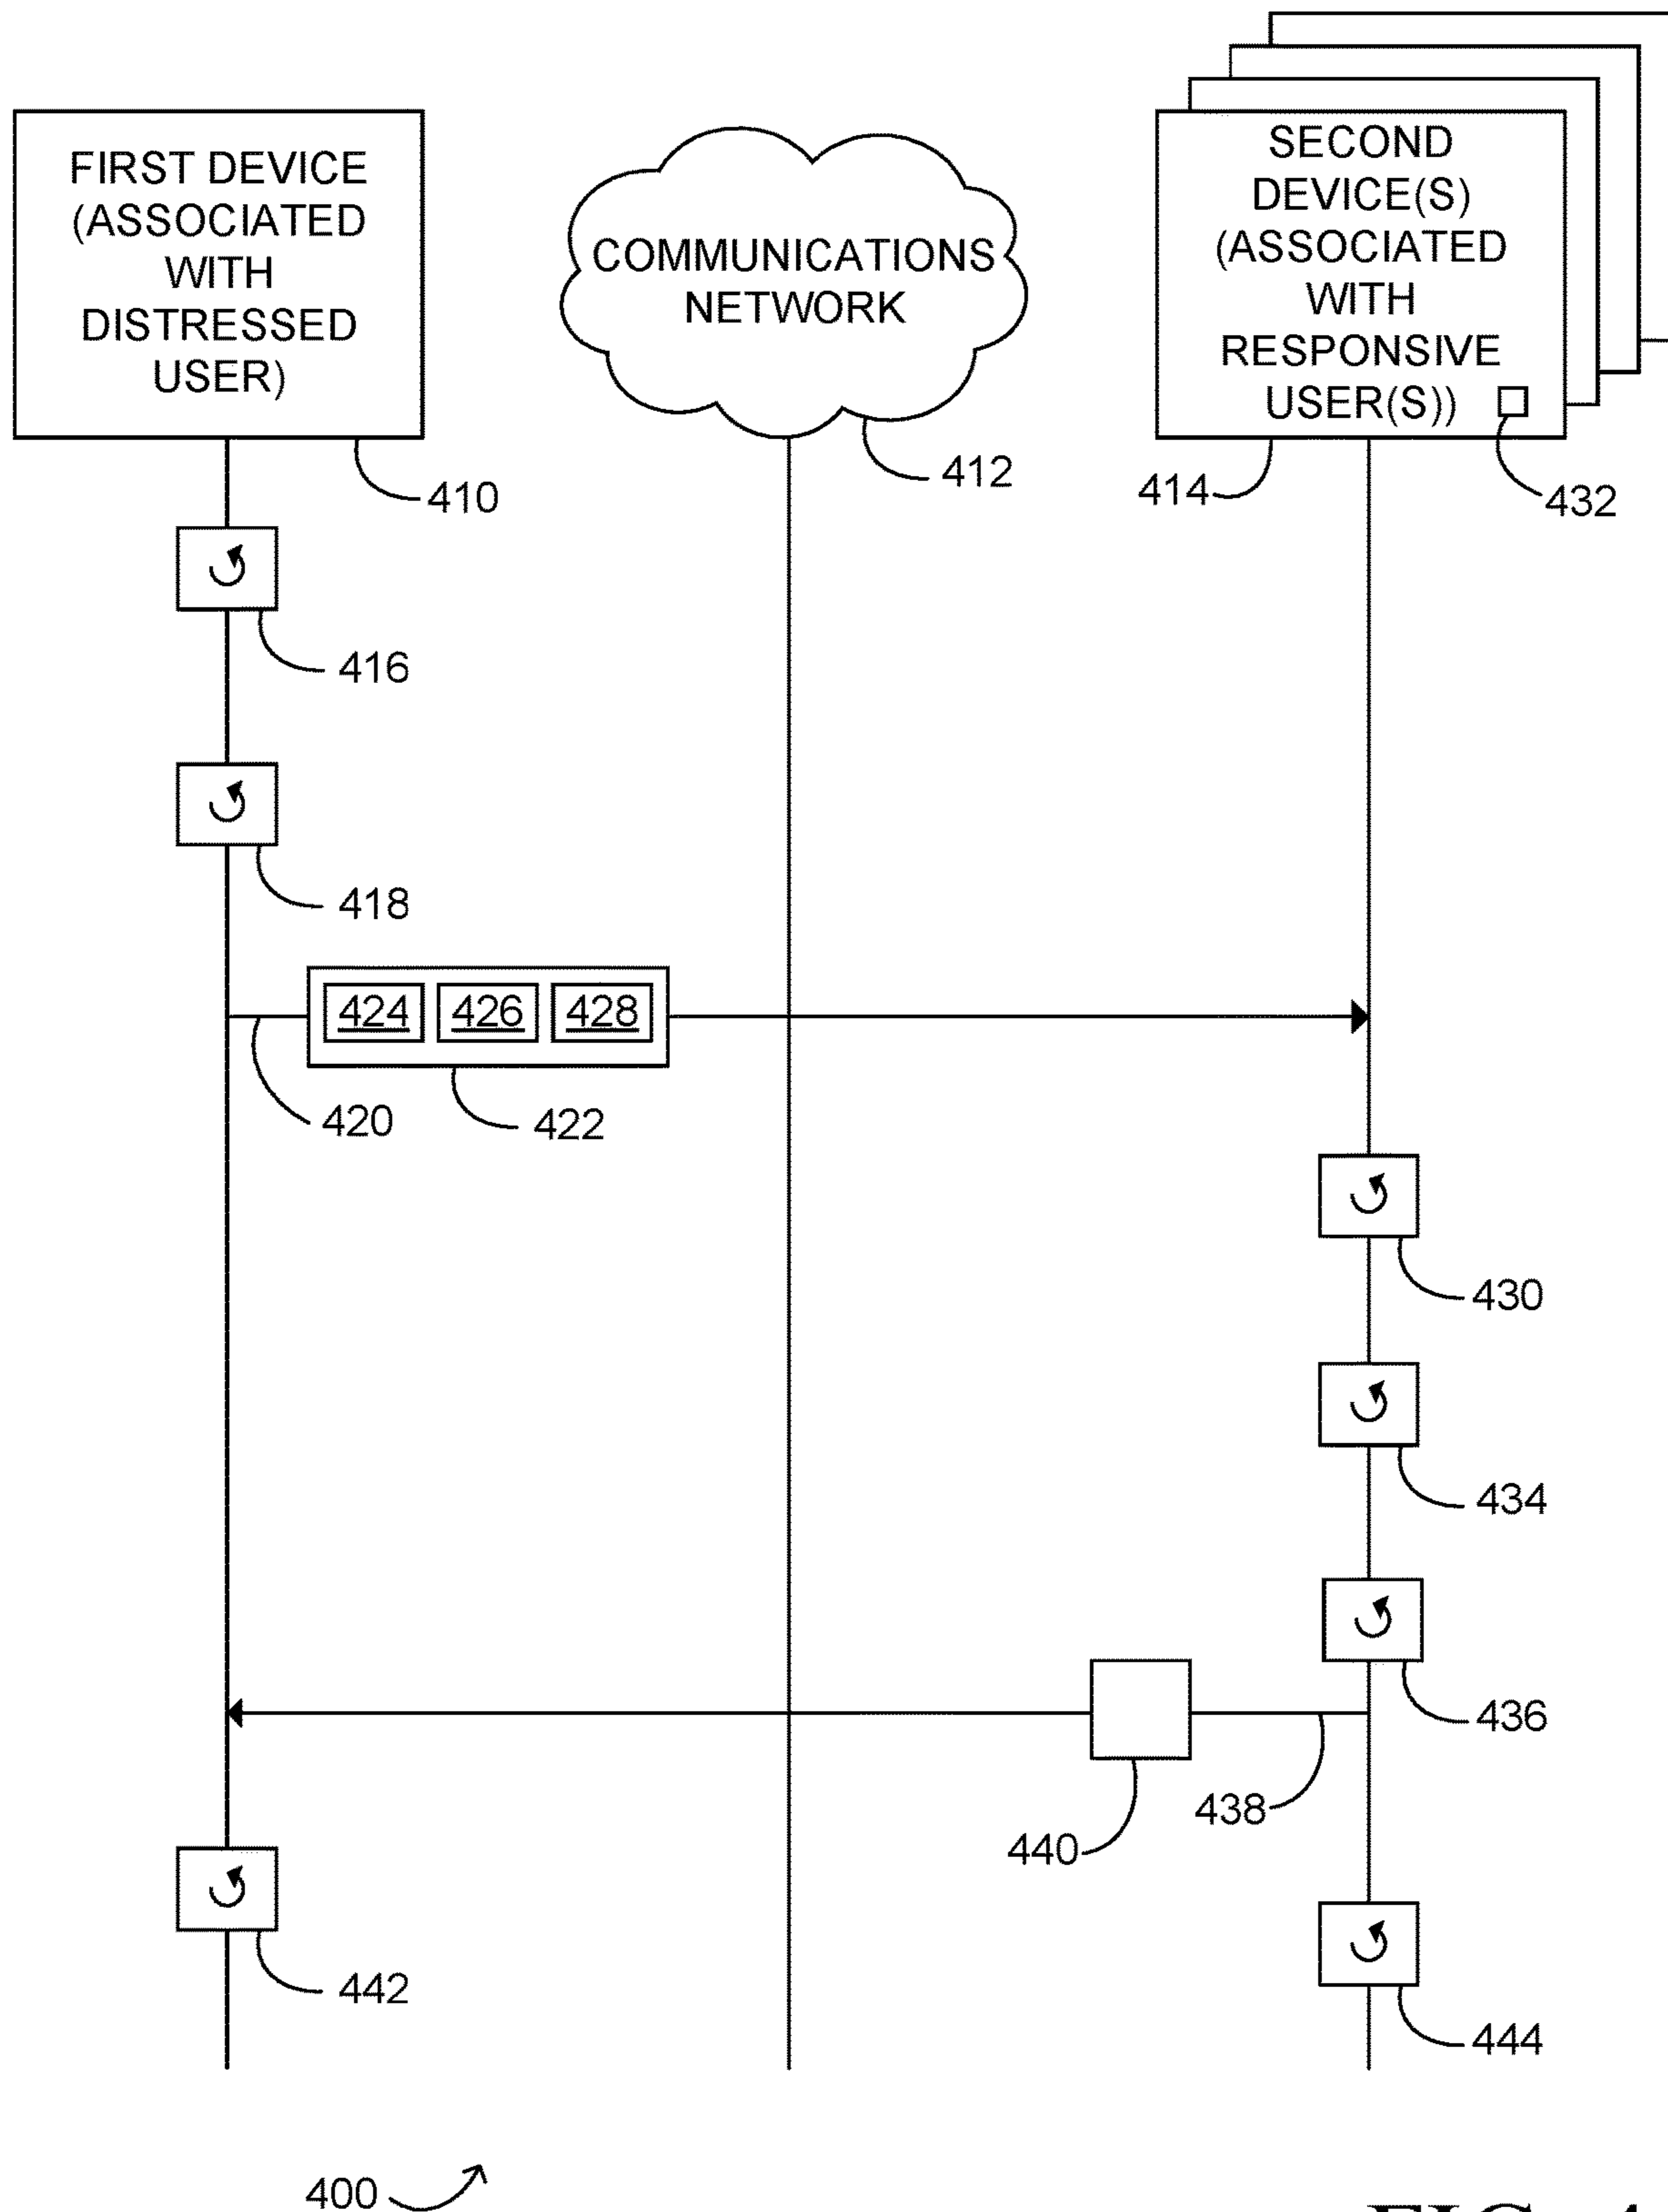 FIRST DEVICE
(ASSOCIATED
WITH
DISTRESSED
USER)
COMMUNICATIONS
NETWORK
SECOND
DEVICE(S)
(ASSOCIATED
WITH
RESPONSIVE
USER(S))
410
412
414
432
416
418
424 426 428
420
422
430
434
436
438
440
442
444
400